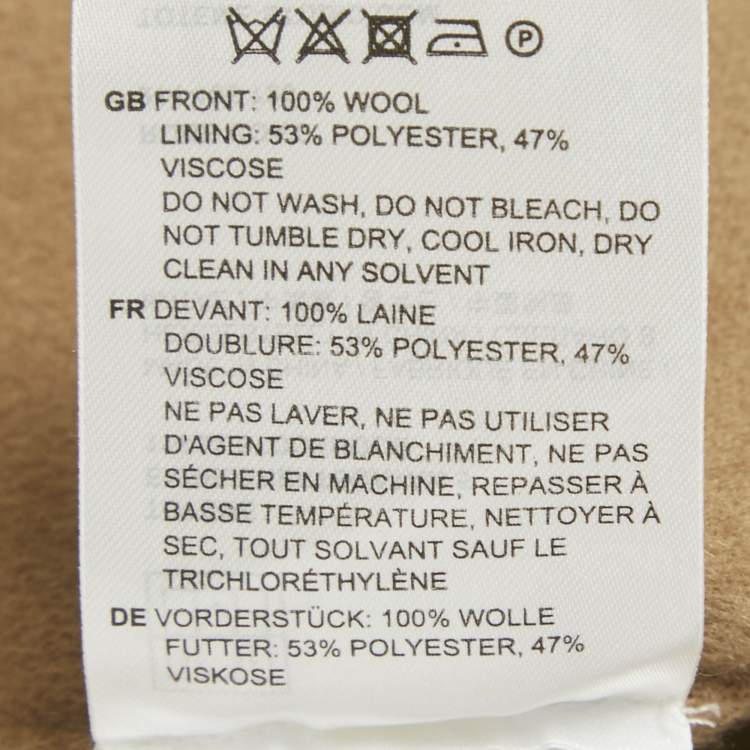 P
GB FRONT: 100% WOOL
LINING: 53% POLYESTER, 47%
VISCOSE
DO NOT WASH, DO NOT BLEACH, DO
NOT TUMBLE DRY, COOL IRON, DRY
CLEAN IN ANY SOLVENT
FR DEVANT: 100% LAINE
DOUBLURE: 53% POLYESTER, 47%
VISCOSE
NE PAS LAVER, NE PAS UTILISER
D'AGENT DE BLANCHIMENT, NE PAS
SÉCHER EN MACHINE, REPASSER À
BASSE TEMPÉRATURE, NETTOYER À
SEC, TOUT SOLVANT SAUF LE
TRICHLORÉTHYLÈNE
DE VORDERSTÜCK: 100% WOLLE
FUTTER: 53% POLYESTER, 47%
VISKOSE